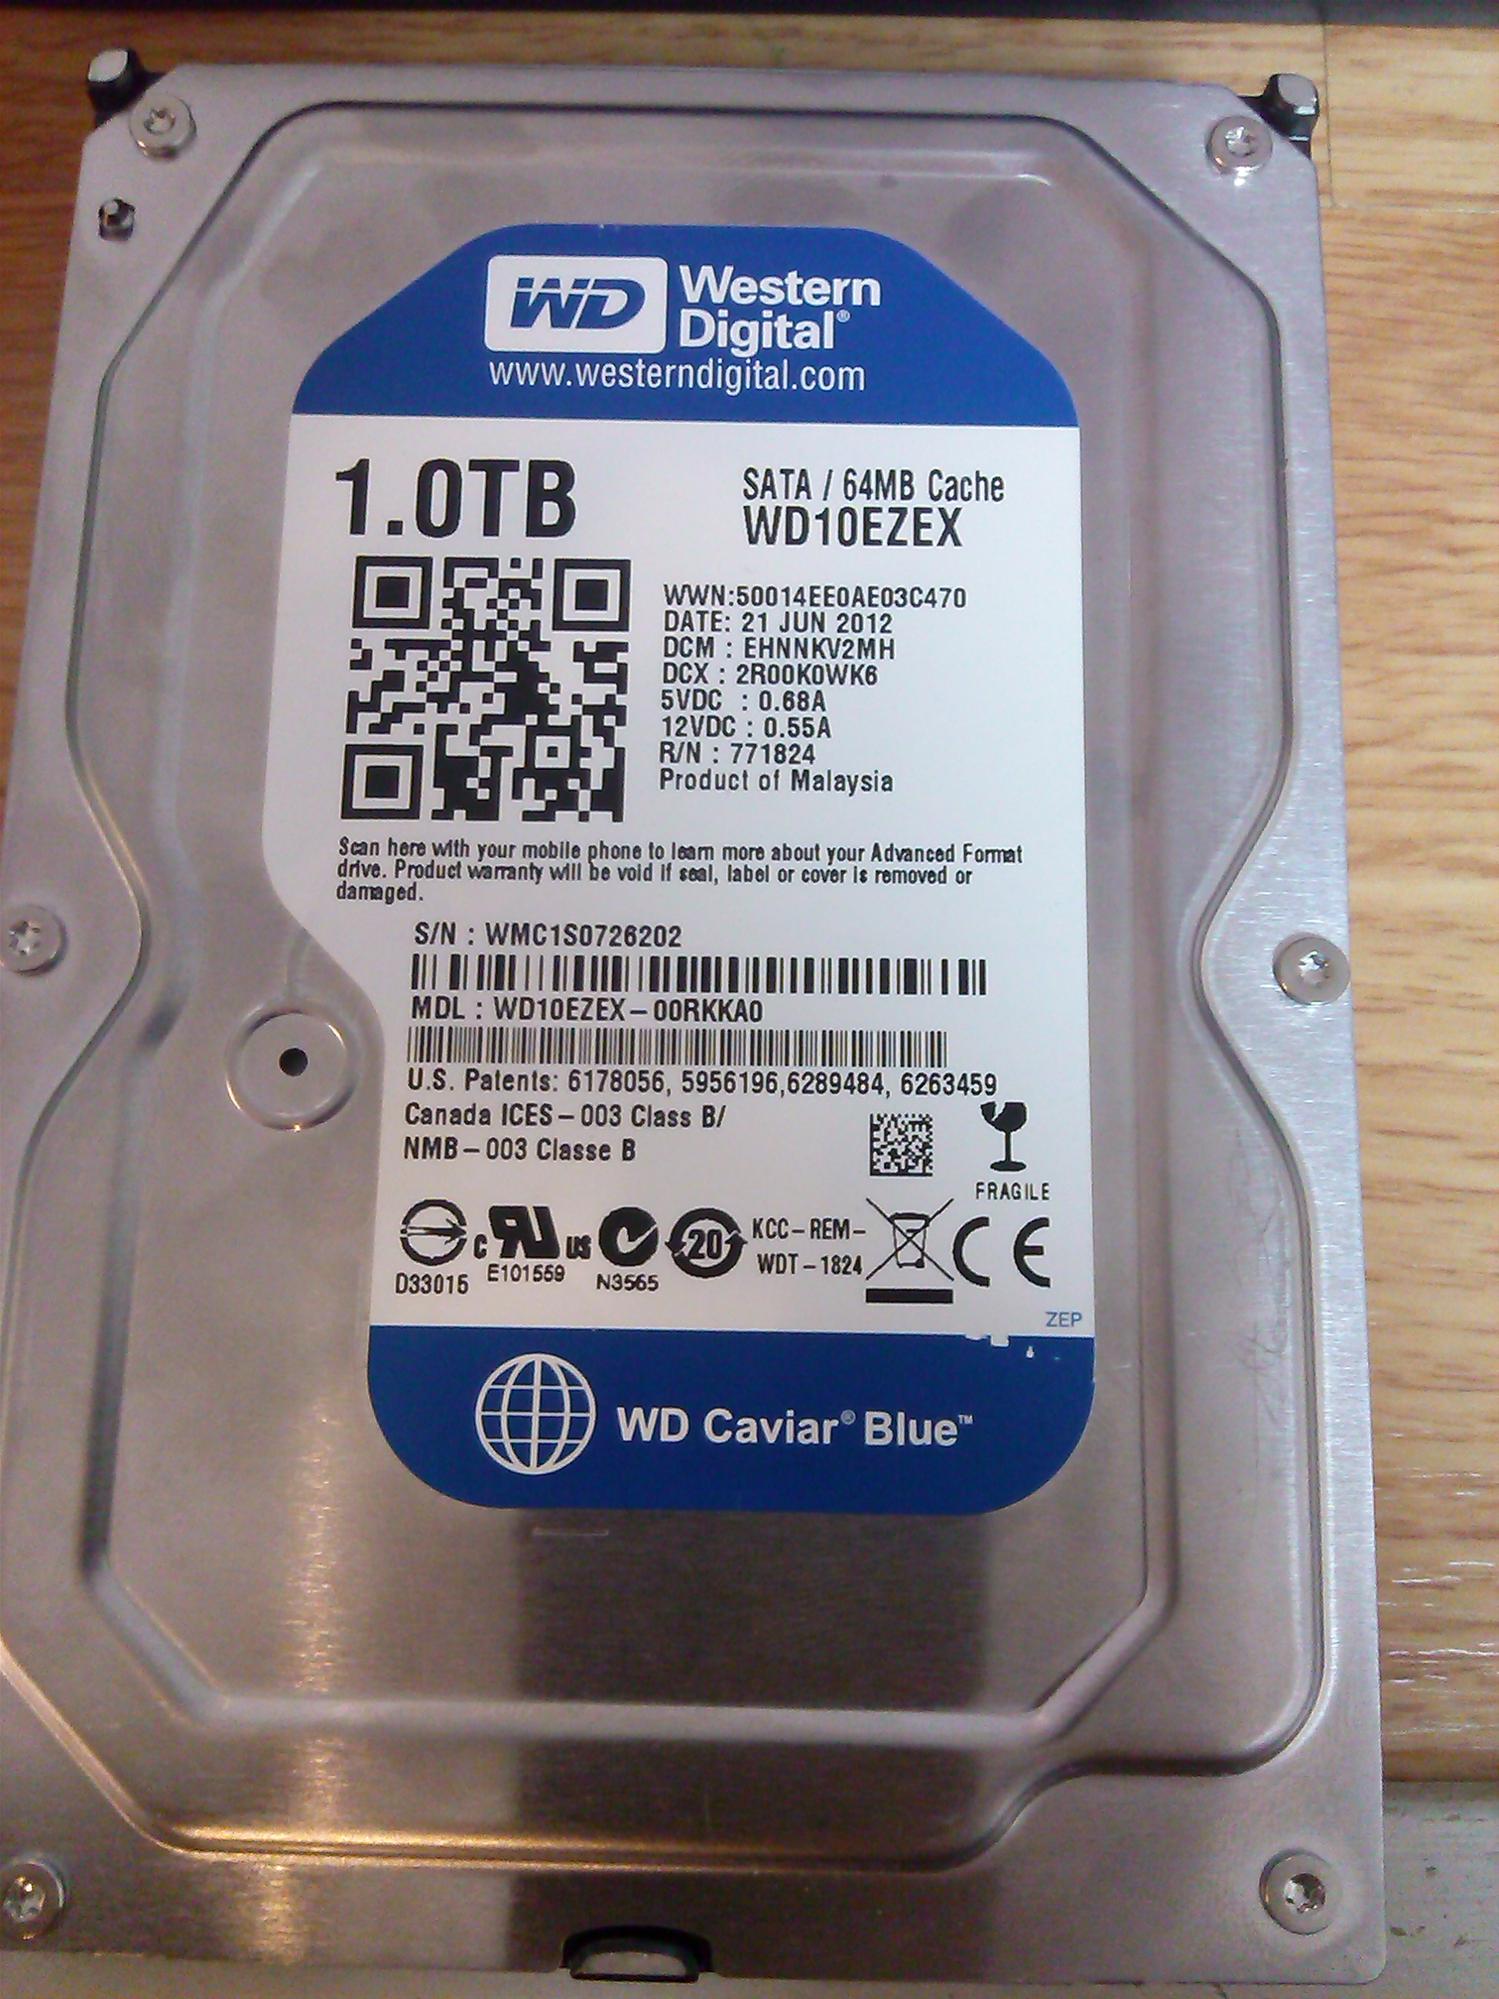 WD Western
Digital®
www.westerndigital.com
1.0TB
SATA / 64MB Cache
WD10EZEX
WWN:50014EE0AE03C470
DATE: 21 JUN 2012
DCM : EHNNKV2MH
DCX : 2R00K0WK6
5VDC : 0.68A
12VDC : 0.55A
R/N : 771824
Product of Malaysia
Scan here with your mobile phone to learn more about your Advanced Format
drive. Product warranty will be void if seal, label or cover is removed or
damaged.
S/N : WMC1S0726202
MDL : WD10EZEX-00RKKA0
U.S. Patents: 6178056, 5956196,6289484, 6263459
Canada ICES-003 Class B/
NMB-003 Classe B
FRAGILE
D33015
C RU US
E101559
N3565
20
KCC-REM-
WDT-1824
CE
ZEP
WD Caviar® Blue™